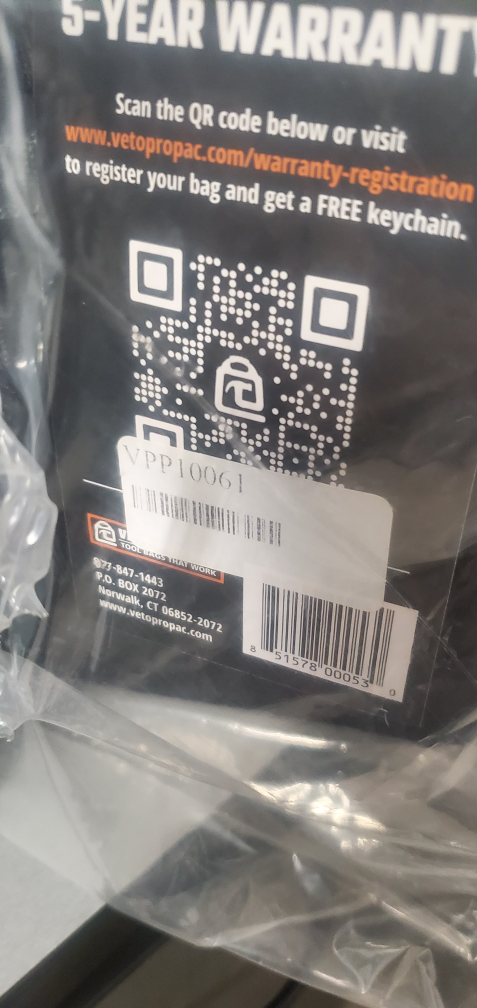 5-YEAR WARRANTY
Scan the QR code below or visit
www.vetopropac.com/warranty-registration
to register your bag and get a FREE keychain.
VPP10061
TOOL BAGS THAT WORK
877-847-1443
P.O. BOX 2072
Norwalk, CT 06852-2072
www.vetopropac.com
8 51578 00053 0